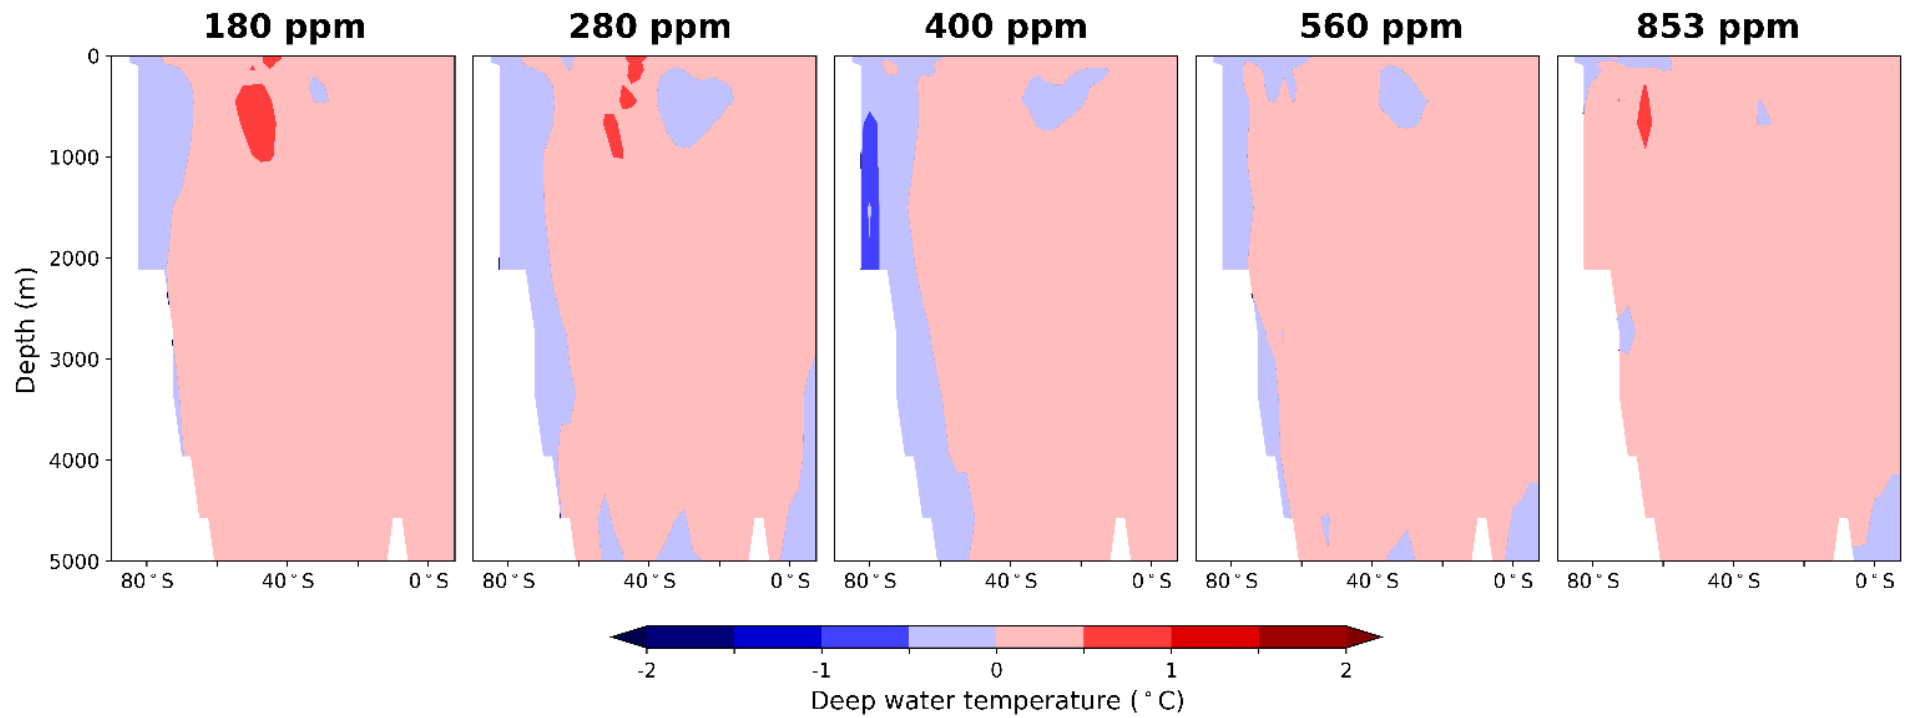 180 ppm 280 ppm 400 ppm 560 ppm 853 ppm
0
1000
2000
3000
4000
5000
Depth (m)
80°S 40°S 0°S 80°S 40°S 0°S 80°S 40°S 0°S 80°S 40°S 0°S 80°S 40°S 0°S
-2 -1 0 1 2
Deep water temperature (°C)